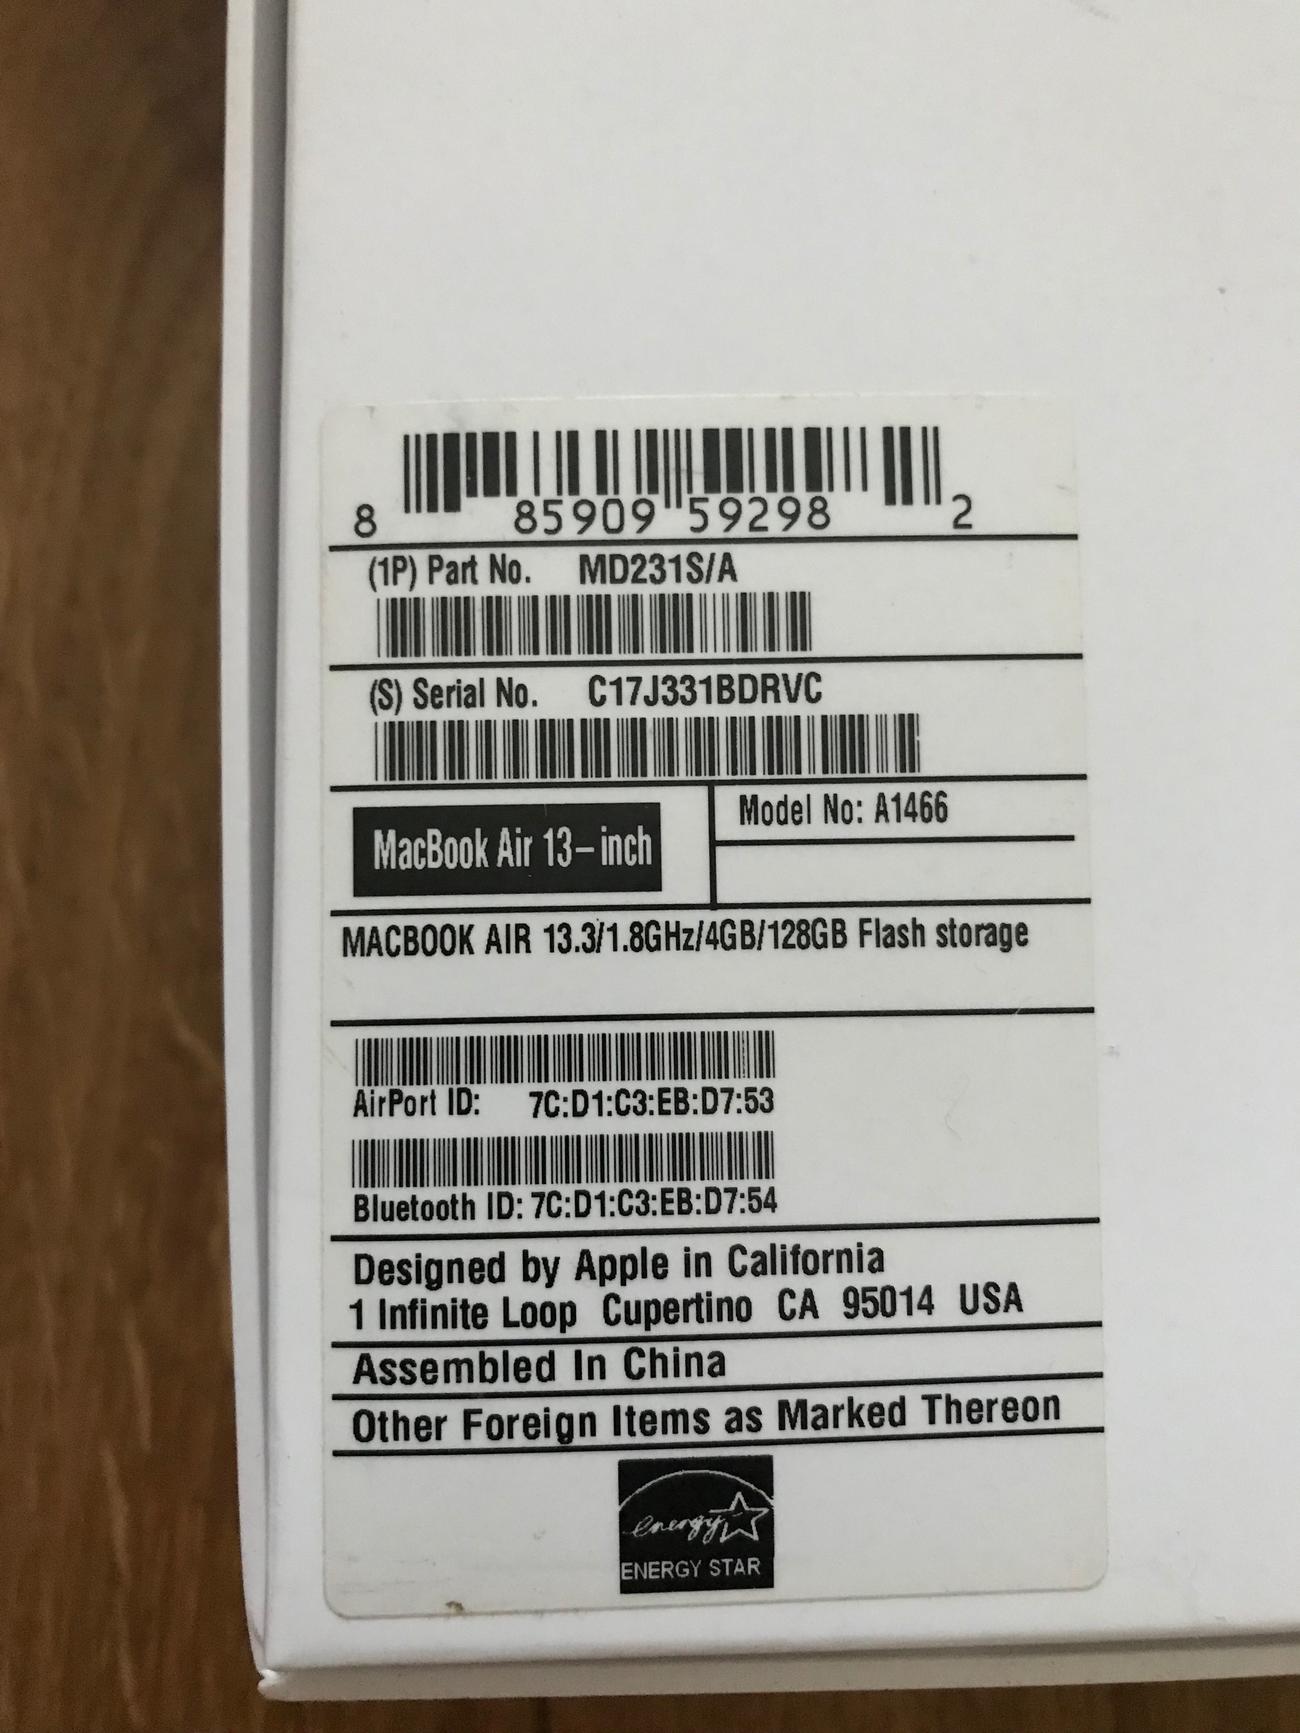 8 85909 59298 2
(1P) Part No. MD231S/A
(S) Serial No. C17J331BDRVC
MacBook Air 13-inch
Model No: A1466
MACBOOK AIR 13.3/1.8GHz/4GB/128GB Flash storage
AirPort ID: 7C:D1:C3:EB:D7:53
Bluetooth ID: 7C:D1:C3:EB:D7:54
Designed by Apple in California
1 Infinite Loop Cupertino CA 95014 USA
Assembled In China
Other Foreign Items as Marked Thereon
energy
ENERGY STAR